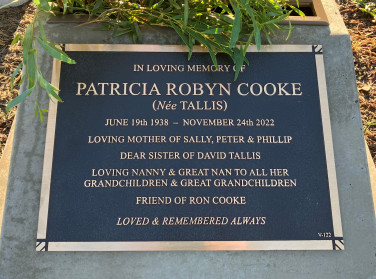 IN LOVING MEMORY OF
PATRICIA ROBYN COOKE
(Née TALLIS)
JUNE 19th 1938 – NOVEMBER 24th 2022
LOVING MOTHER OF SALLY, PETER & PHILLIP
DEAR SISTER OF DAVID TALLIS
LOVING NANNY & GREAT NAN TO ALL HER
GRANDCHILDREN & GREAT GRANDCHILDREN
FRIEND OF RON COOKE
LOVED & REMEMBERED ALWAYS
V-122